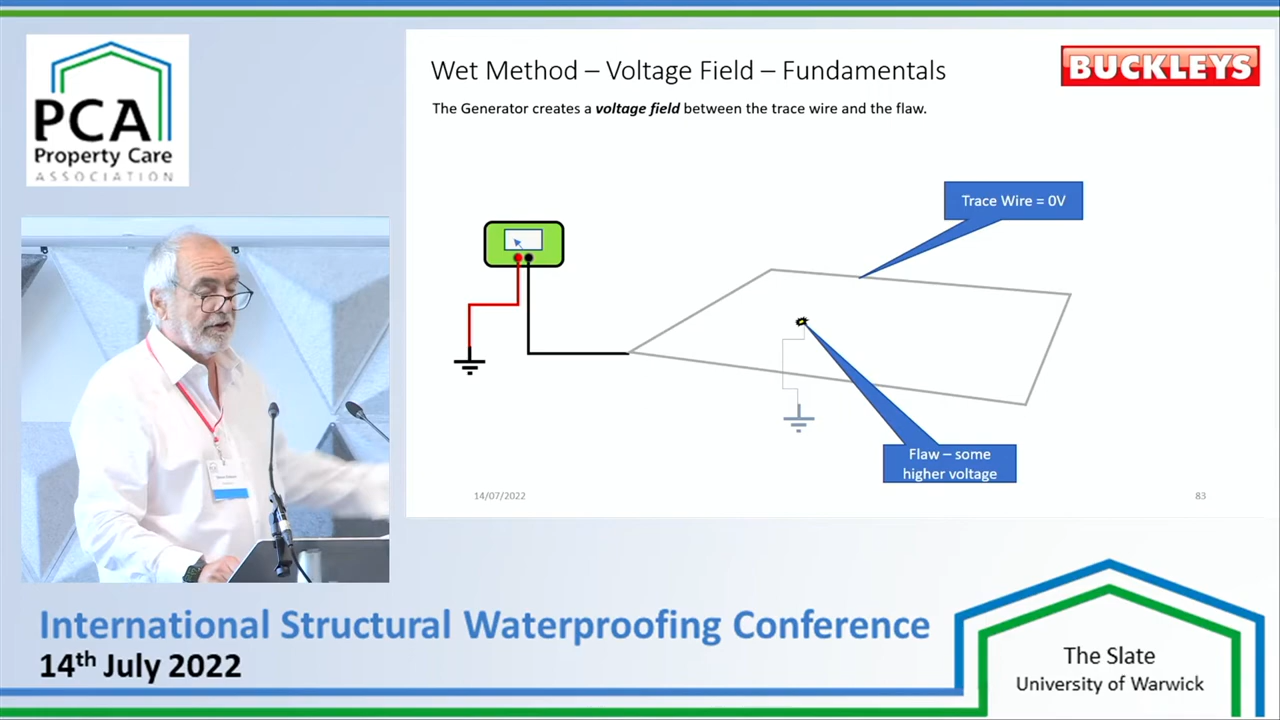 PCA
Property Care
ASSOCIATION
Wet Method – Voltage Field – Fundamentals
BUCKLEYS
The Generator creates a voltage field between the trace wire and the flaw.
Trace Wire = 0V
Flaw – some
higher voltage
14/07/2022
83
International Structural Waterproofing Conference
14th July 2022
The Slate
University of Warwick